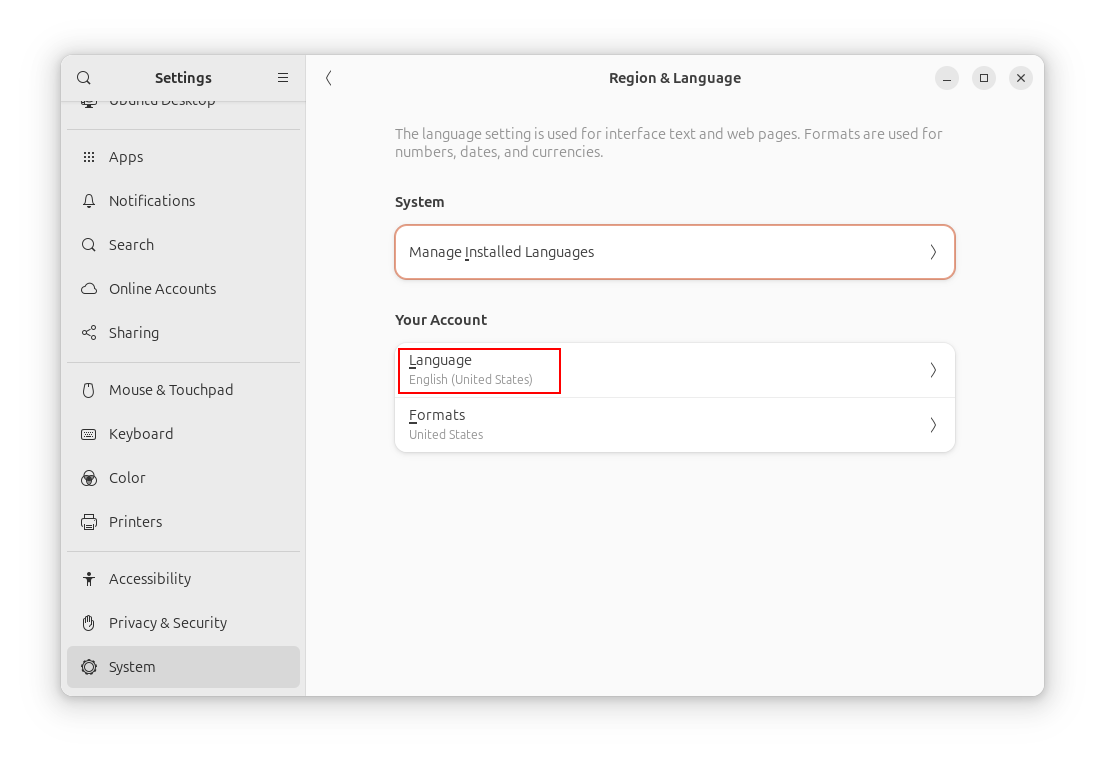 Settings
Region & Language
Ubuntu Desktop
Apps
Notifications
Search
Online Accounts
Sharing
Mouse & Touchpad
Keyboard
Color
Printers
Accessibility
Privacy & Security
System
The language setting is used for interface text and web pages. Formats are used for
numbers, dates, and currencies.
System
Manage Installed Languages
Your Account
Language
English (United States)
Formats
United States